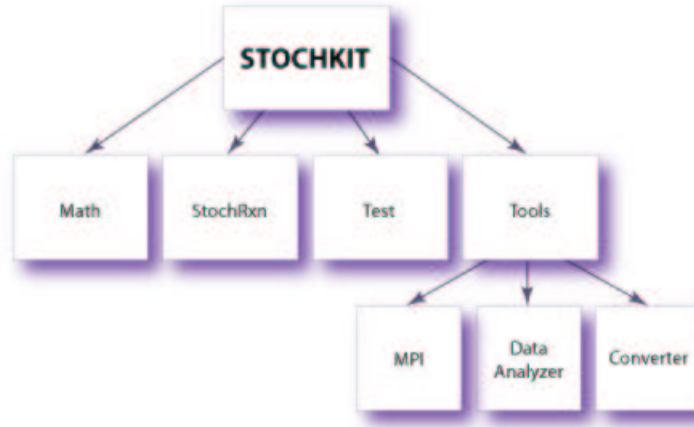 STOCHKIT
Math
StochRxn
Test
Tools
MPI
Data
Analyzer
Converter